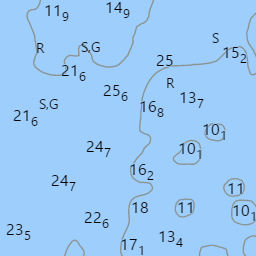 11₉ 14₉
R S,G S 15₂
21₆ 25
25₆ R
S,G 16₈ 13₇
21₆ 10₁
24₇ 10₁
24₇ 16₂ 11
22₆ 18 11 10₁
23₅ 17₁ 13₄